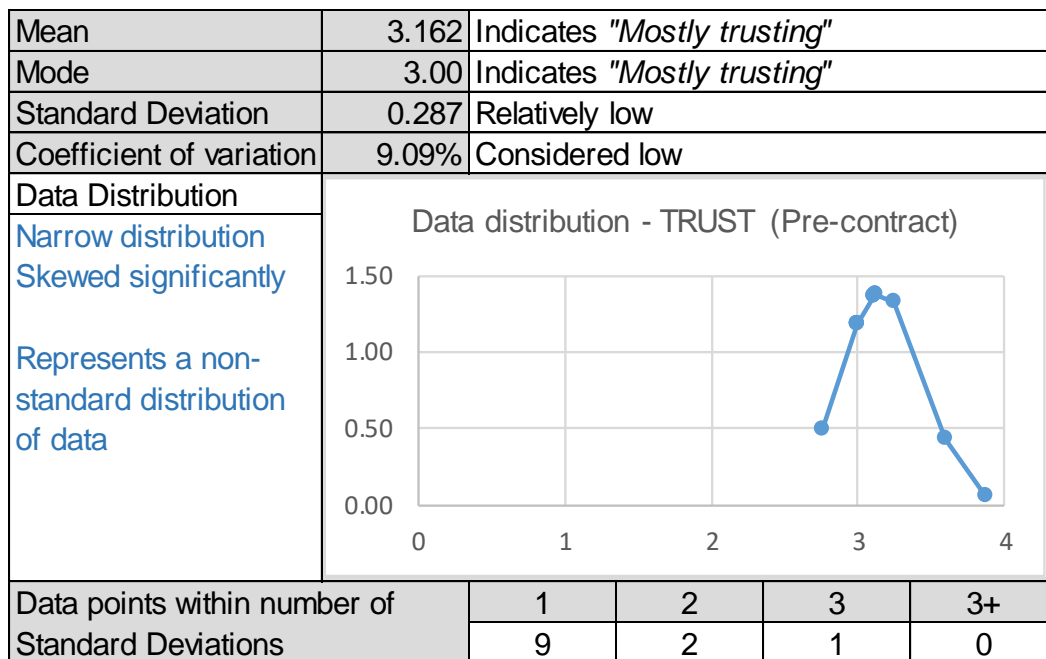 Mean 3.162 Indicates "Mostly trusting"
Mode 3.00 Indicates "Mostly trusting"
Standard Deviation 0.287 Relatively low
Coefficient of variation 9.09% Considered low
Data Distribution
Narrow distribution
Skewed significantly
Represents a non-
standard distribution
of data
Data distribution - TRUST (Pre-contract)
1.50
1.00
0.50
0.00
0 1 2 3 4
Data points within number of
Standard Deviations
1 2 3 3+
9 2 1 0